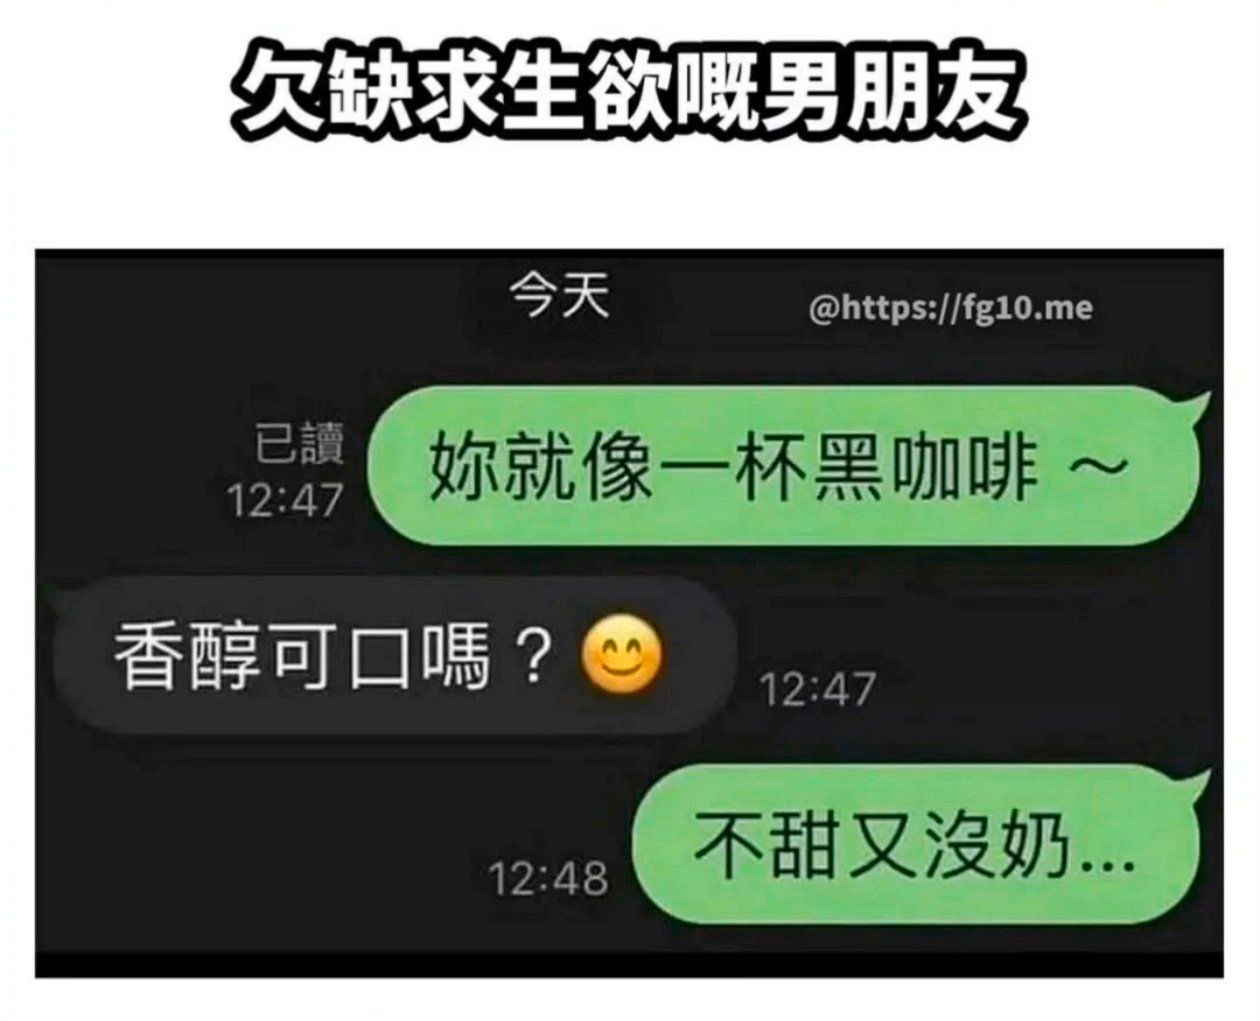 欠缺求生欲嘅男朋友
今天
@https://fg10.me
已讀
12:47
妳就像一杯黑咖啡～
香醇可口嗎？😊
12:47
12:48
不甜又沒奶...